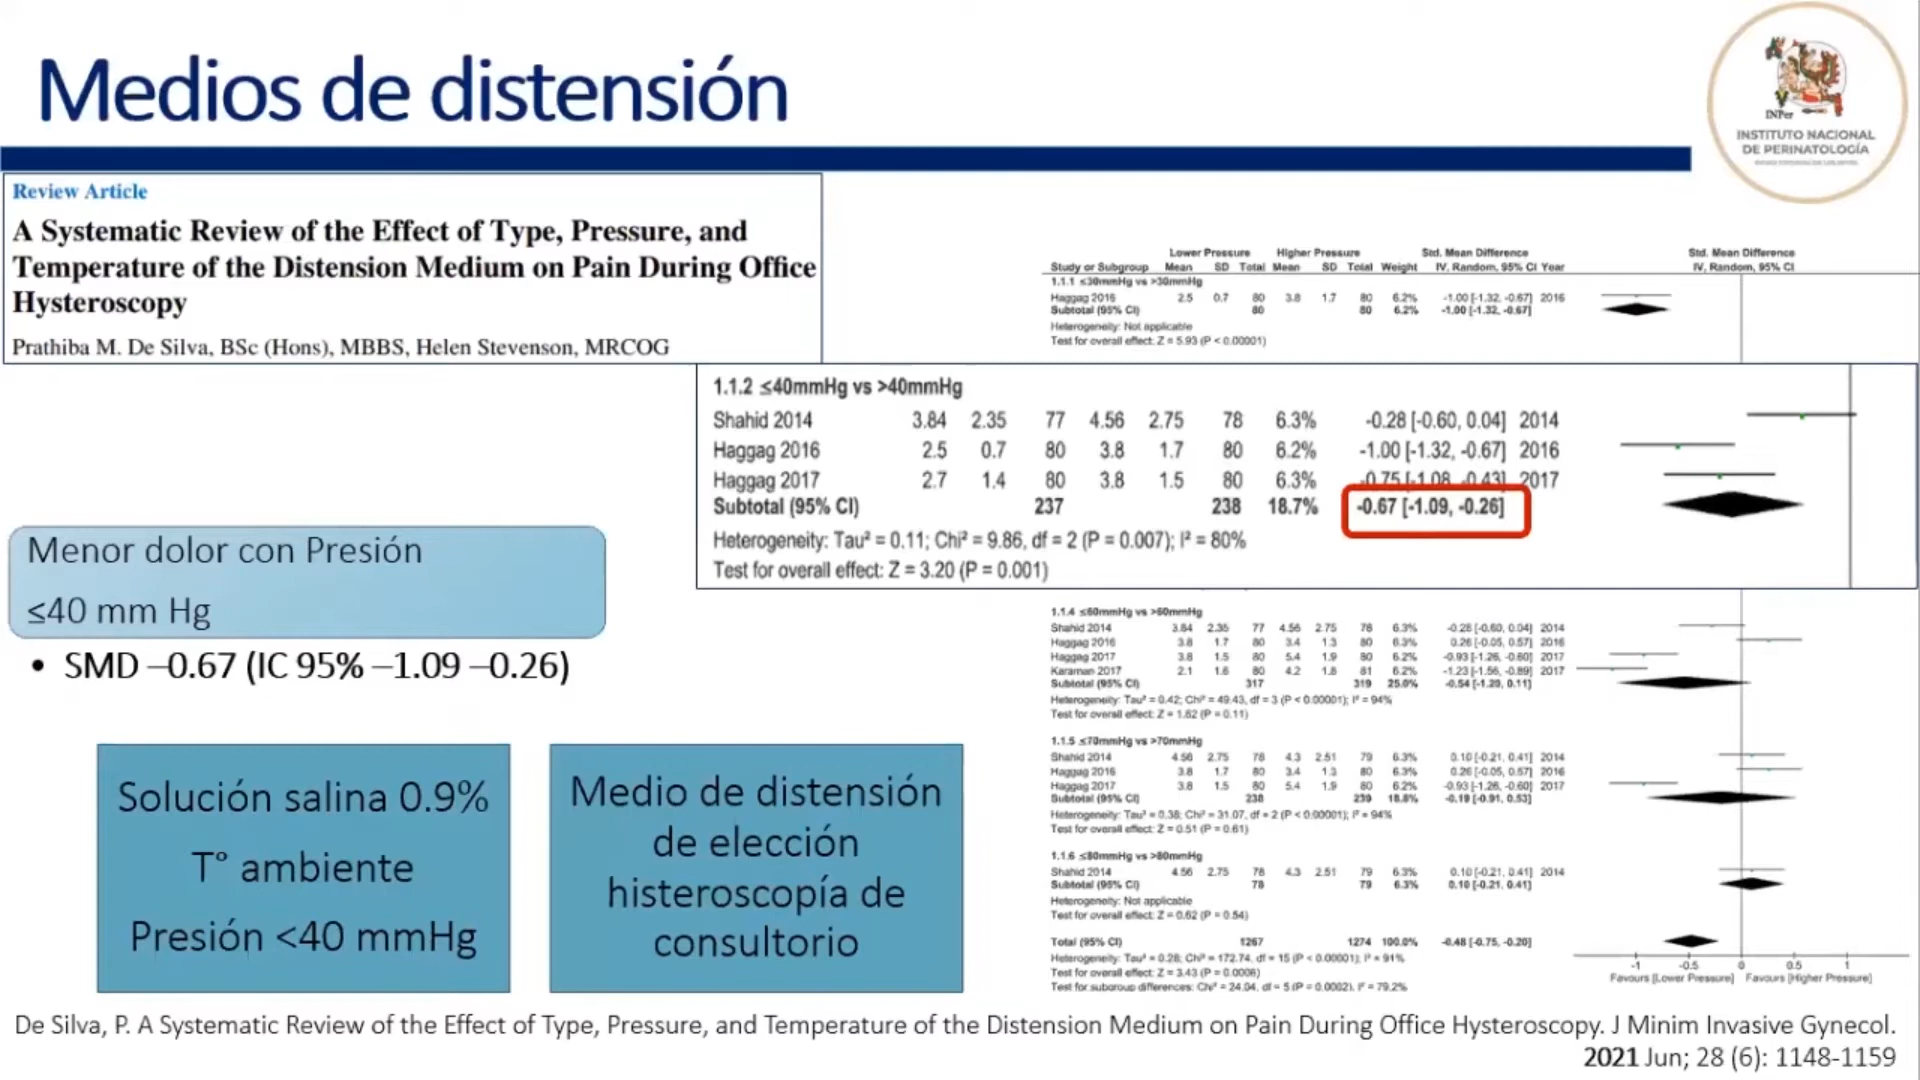 Medios de distensión
INPer
INSTITUTO NACIONAL
DE PERINATOLOGÍA
Review Article
A Systematic Review of the Effect of Type, Pressure, and
Temperature of the Distension Medium on Pain During Office
Hysteroscopy
Prathiba M. De Silva, BSc (Hons), MBBS, Helen Stevenson, MRCOG
Lower Pressure Higher Pressure Std. Mean Difference Std. Mean Difference
Study or Subgroup Mean SD Total Mean SD Total Weight IV, Random, 95% CI Year IV, Random, 95% CI
1.1.1 ≤30mmHg vs >30mmHg
Haggag 2016 2.5 0.7 80 3.8 1.7 80 6.2% -1.00 [-1.32, -0.67] 2016
Subtotal (95% CI) 80 80 6.2% -1.00 [-1.32, -0.67]
Heterogeneity: Not applicable
Test for overall effect: Z = 5.93 (P < 0.00001)
1.1.2 ≤40mmHg vs >40mmHg
Shahid 2014 3.84 2.35 77 4.56 2.75 78 6.3% -0.28 [-0.60, 0.04] 2014
Haggag 2016 2.5 0.7 80 3.8 1.7 80 6.2% -1.00 [-1.32, -0.67] 2016
Haggag 2017 2.7 1.4 80 3.8 1.5 80 6.3% -0.75 [-1.08, -0.43] 2017
Subtotal (95% CI) 237 238 18.7% -0.67 [-1.09, -0.26]
Heterogeneity: Tau² = 0.11; Chi² = 9.86, df = 2 (P = 0.007); I² = 80%
Test for overall effect: Z = 3.20 (P = 0.001)
Menor dolor con Presión
≤40 mm Hg
• SMD –0.67 (IC 95% –1.09 –0.26)
Solución salina 0.9%
T° ambiente
Presión <40 mmHg
Medio de distensión
de elección
histeroscopía de
consultorio
1.1.4 ≤60mmHg vs >60mmHg
Shahid 2014 3.84 2.35 77 4.56 2.75 78 6.3% -0.28 [-0.60, 0.04] 2014
Haggag 2016 3.8 1.7 80 3.4 1.3 80 6.3% 0.26 [-0.05, 0.57] 2016
Haggag 2017 3.8 1.5 80 5.4 1.9 80 6.2% -0.93 [-1.26, -0.60] 2017
Karaman 2017 2.1 1.6 80 4.2 1.8 81 6.2% -1.23 [-1.56, -0.89] 2017
Subtotal (95% CI) 317 319 25.0% -0.54 [-1.20, 0.11]
Heterogeneity: Tau² = 0.42; Chi² = 49.43, df = 3 (P < 0.00001); I² = 94%
Test for overall effect: Z = 1.62 (P = 0.11)
1.1.5 ≤70mmHg vs >70mmHg
Shahid 2014 4.56 2.75 78 4.3 2.51 79 6.3% 0.10 [-0.21, 0.41] 2014
Haggag 2016 3.8 1.7 80 3.4 1.3 80 6.3% 0.26 [-0.05, 0.57] 2016
Haggag 2017 3.8 1.5 80 5.4 1.9 80 6.2% -0.93 [-1.26, -0.60] 2017
Subtotal (95% CI) 238 239 18.8% -0.19 [-0.91, 0.53]
Heterogeneity: Tau² = 0.38; Chi² = 31.07, df = 2 (P < 0.00001); I² = 94%
Test for overall effect: Z = 0.51 (P = 0.61)
1.1.6 ≤80mmHg vs >80mmHg
Shahid 2014 4.56 2.75 78 4.3 2.51 79 6.3% 0.10 [-0.21, 0.41] 2014
Subtotal (95% CI) 78 79 6.3% 0.10 [-0.21, 0.41]
Heterogeneity: Not applicable
Test for overall effect: Z = 0.62 (P = 0.54)
Total (95% CI) 1267 1274 100.0% -0.48 [-0.75, -0.20]
Heterogeneity: Tau² = 0.28; Chi² = 172.74, df = 15 (P < 0.00001); I² = 91%
Test for overall effect: Z = 3.43 (P = 0.0006)
Test for subgroup differences: Chi² = 24.04, df = 5 (P = 0.0002), I² = 79.2%
-1 -0.5 0 0.5 1
Favours [Lower Pressure] Favours [Higher Pressure]
De Silva, P. A Systematic Review of the Effect of Type, Pressure, and Temperature of the Distension Medium on Pain During Office Hysteroscopy. J Minim Invasive Gynecol.
2021 Jun; 28 (6): 1148-1159